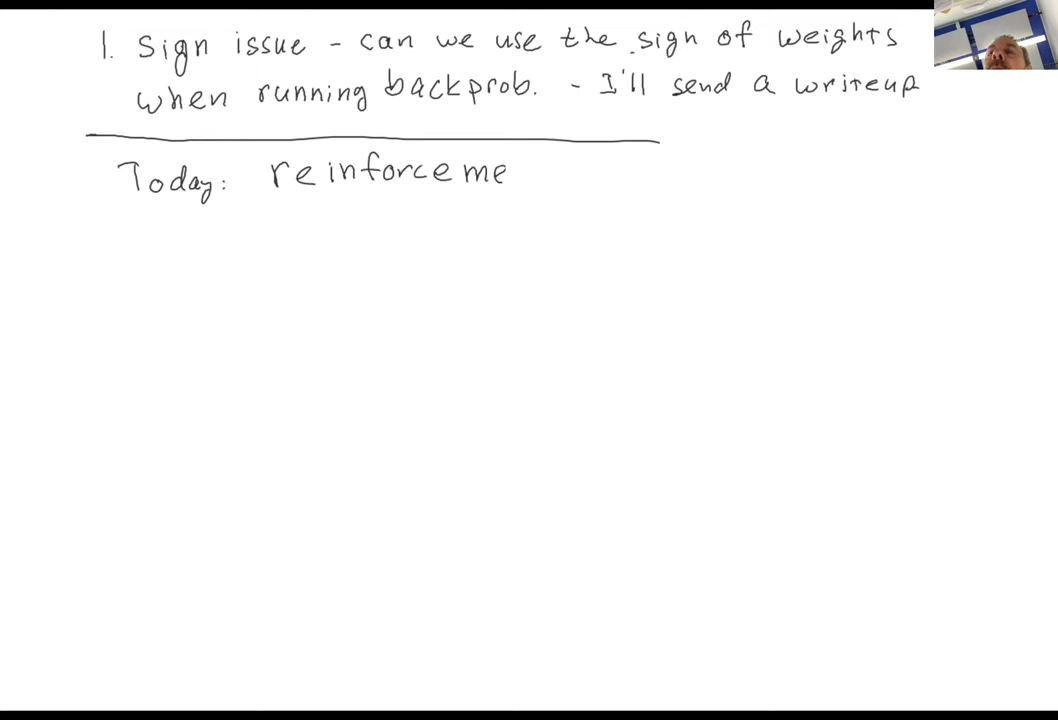 1. Sign issue - can we use the sign of weights
when running backprob. - I'll send a writeup
Today: reinforceme